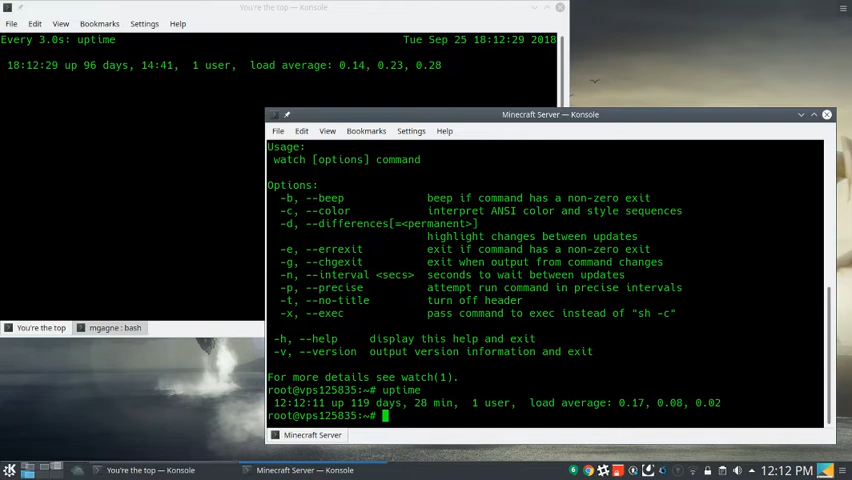 You're the top — Konsole
File Edit View Bookmarks Settings Help
Every 3.0s: uptime Tue Sep 25 18:12:29 2018
18:12:29 up 96 days, 14:41, 1 user, load average: 0.14, 0.23, 0.28
You're the top mgagne : bash
Minecraft Server — Konsole
File Edit View Bookmarks Settings Help
Usage:
watch [options] command
Options:
-b, --beep beep if command has a non-zero exit
-c, --color interpret ANSI color and style sequences
-d, --differences[=<permanent>]
highlight changes between updates
-e, --errexit exit if command has a non-zero exit
-g, --chgexit exit when output from command changes
-n, --interval <secs> seconds to wait between updates
-p, --precise attempt run command in precise intervals
-t, --no-title turn off header
-x, --exec pass command to exec instead of "sh -c"
-h, --help display this help and exit
-v, --version output version information and exit
For more details see watch(1).
root@vps125835:~# uptime
12:12:11 up 119 days, 28 min, 1 user, load average: 0.17, 0.08, 0.02
root@vps125835:~#
Minecraft Server
You're the top — Konsole Minecraft Server — Konsole 12:12 PM